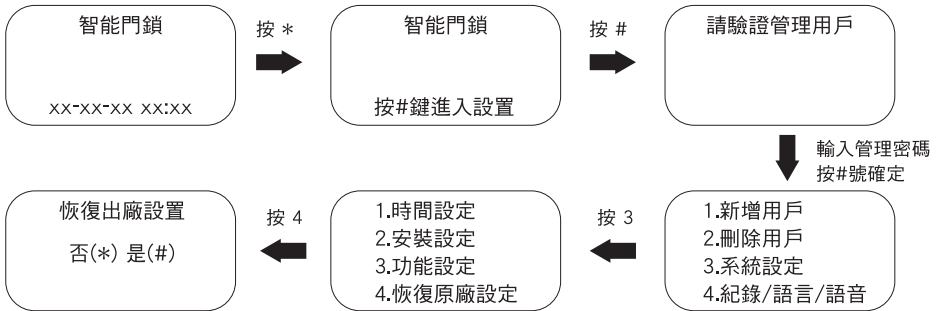 智能門鎖
xx-xx-xx xx:xx
按 *
智能門鎖
按#鍵進入設置
按 #
請驗證管理用戶
輸入管理密碼
按#號確定
1.新增用戶
2.刪除用戶
3.系統設定
4.紀錄/語言/語音
按 3
1.時間設定
2.安裝設定
3.功能設定
4.恢復原廠設定
按 4
恢復出廠設置
否(*) 是(#)